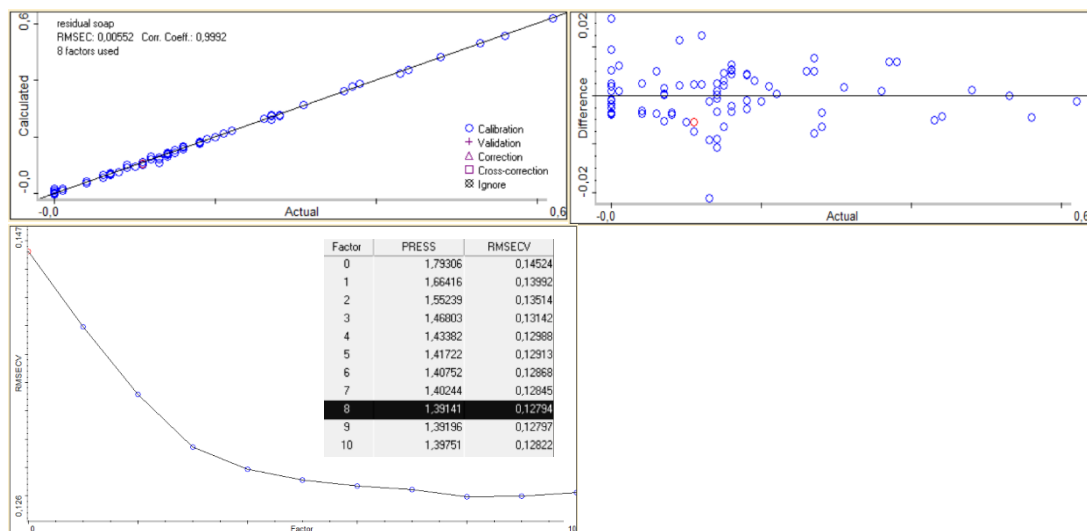 0,6
residual soap
RMSEC: 0,00552 Corr. Coeff.: 0,9992
8 factors used
Calculated
Calibration
Validation
Correction
Cross-correction
Ignore
-0,0
-0,0 Actual 0,6
0,02
Difference
-0,02
-0,0 Actual 0,6
0,147
RMSECV
0,126
0 Factor 10
Factor PRESS RMSECV
0 1,79306 0,14524
1 1,66416 0,13992
2 1,55239 0,13514
3 1,46803 0,13142
4 1,43382 0,12988
5 1,41722 0,12913
6 1,40752 0,12868
7 1,40244 0,12845
8 1,39141 0,12794
9 1,39196 0,12797
10 1,39751 0,12822